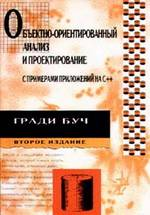 Объектно-ориентированный
анализ
и проектирование
с примерами приложений на C++
ГРАДИ БУЧ
ВТОРОЕ ИЗДАНИЕ